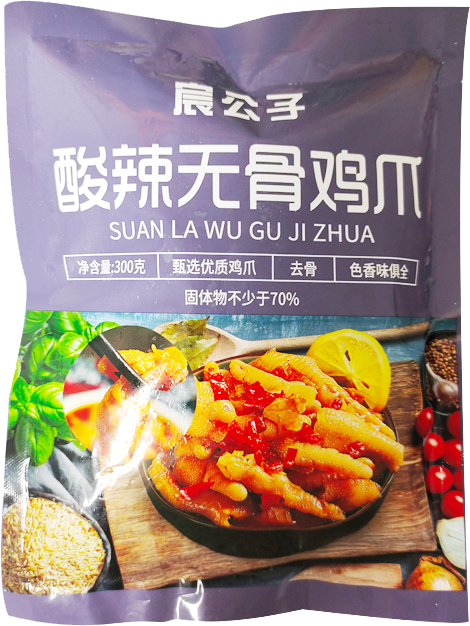 宸公子
酸辣无骨鸡爪
SUAN LA WU GU JI ZHUA
净含量:300克 甄选优质鸡爪 去骨 色香味俱全
固体物不少于70%